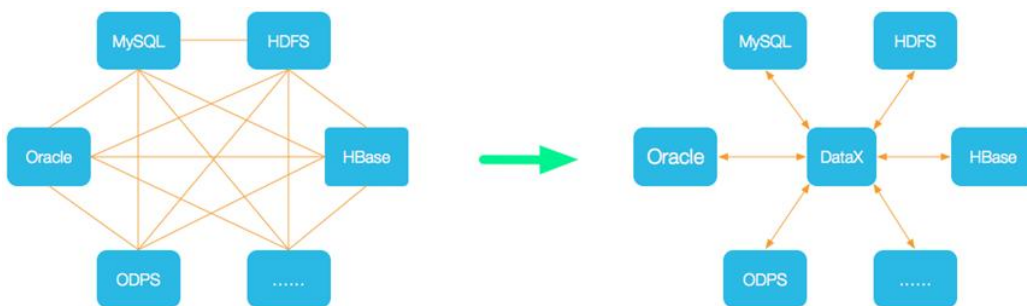 MySQL HDFS
Oracle HBase
ODPS ......
MySQL HDFS
Oracle DataX HBase
ODPS ......